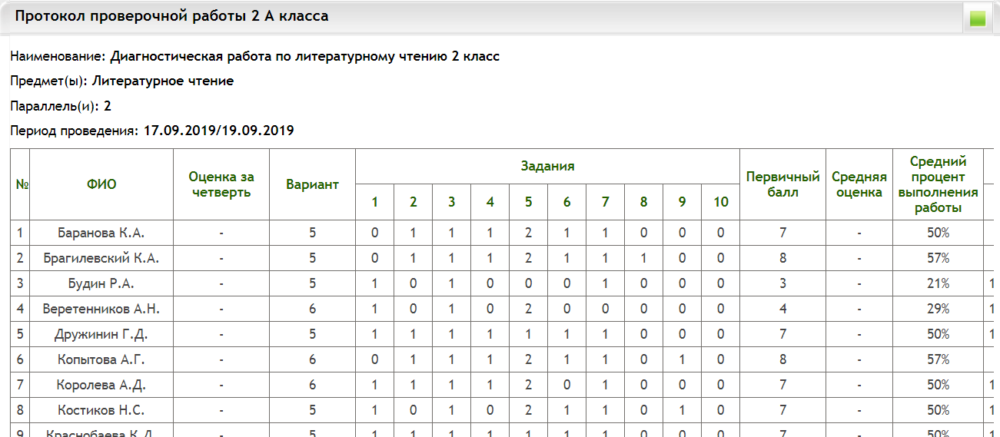 Протокол проверочной работы 2 А класса
Наименование: Диагностическая работа по литературному чтению 2 класс
Предмет(ы): Литературное чтение
Параллель(и): 2
Период проведения: 17.09.2019/19.09.2019
№ ФИО Оценка за четверть Вариант Задания Первичный балл Средняя оценка Средний процент выполнения работы
1 2 3 4 5 6 7 8 9 10
1 Баранова К.А. - 5 0 1 1 1 2 1 1 0 0 0 7 - 50%
2 Брагилевский К.А. - 5 0 1 1 1 2 1 1 1 0 0 8 - 57%
3 Будин Р.А. - 5 1 0 1 0 0 0 1 0 0 0 3 - 21% 1
4 Веретенников А.Н. - 6 1 0 1 0 2 0 0 0 0 0 4 - 29% 1
5 Дружинин Г.Д. - 5 1 1 1 1 1 1 1 0 0 0 7 - 50% 1
6 Копытова А.Г. - 6 0 1 1 1 2 1 1 0 1 0 8 - 57%
7 Королева А.Д. - 6 1 1 1 1 2 0 1 0 0 0 7 - 50% 1
8 Костиков Н.С. - 5 1 0 1 0 2 1 1 0 1 0 7 - 50% 1
9 Краснобаева К.Д. - 5 1 1 1 1 1 1 1 0 0 0 7 - 50% 1